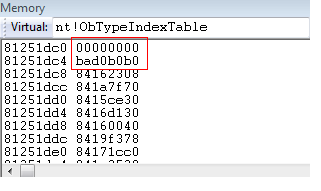 Memory
Virtual: nt!ObTypeIndexTable
81251dc0 00000000
81251dc4 bad0b0b0
81251dc8 84162308
81251dcc 841a7f70
81251dd0 8415ce30
81251dd4 8416d130
81251dd8 84160040
81251ddc 8419f378
81251de0 84171cc0